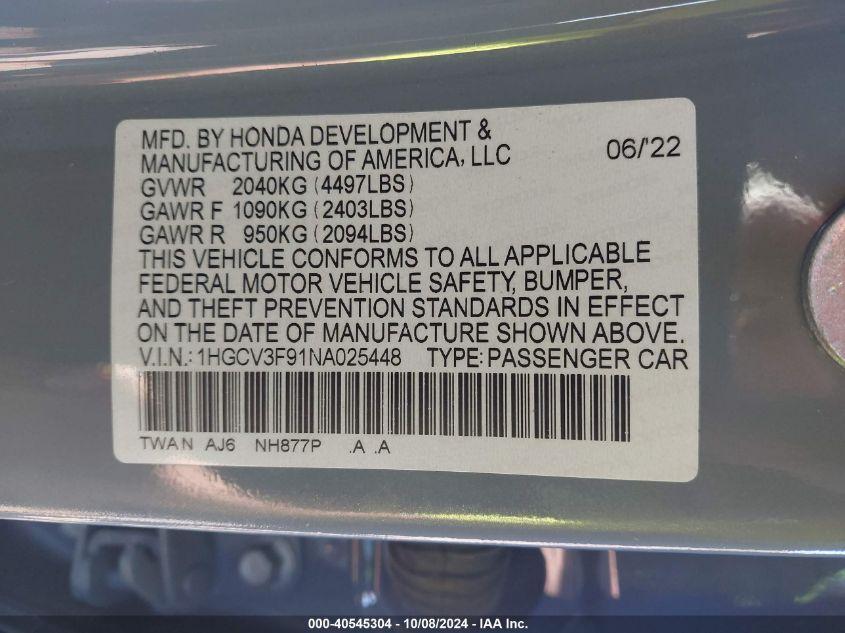 MFD. BY HONDA DEVELOPMENT &
MANUFACTURING OF AMERICA, LLC 06/'22
GVWR 2040KG (4497LBS)
GAWR F 1090KG (2403LBS)
GAWR R 950KG (2094LBS)
THIS VEHICLE CONFORMS TO ALL APPLICABLE
FEDERAL MOTOR VEHICLE SAFETY, BUMPER,
AND THEFT PREVENTION STANDARDS IN EFFECT
ON THE DATE OF MANUFACTURE SHOWN ABOVE.
V.I.N.: 1HGCV3F91NA025448 TYPE: PASSENGER CAR
TWAN AJ6 NH877P .A .A
000-40545304 | 10/08/2024 | IAA Inc.